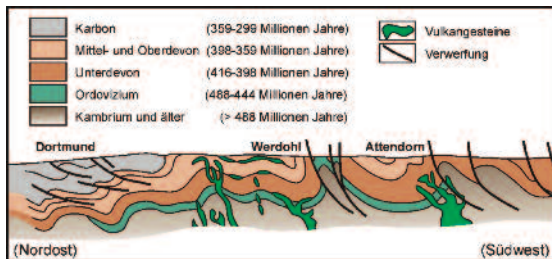 Karbon (359-299 Millionen Jahre)
Mittel- und Oberdevon (398-359 Millionen Jahre)
Unterdevon (416-398 Millionen Jahre)
Ordovizium (488-444 Millionen Jahre)
Kambrium und älter (> 488 Millionen Jahre)
Vulkangesteine
Verwerfung
Dortmund Werdohl Attendorn
(Nordost) (Südwest)